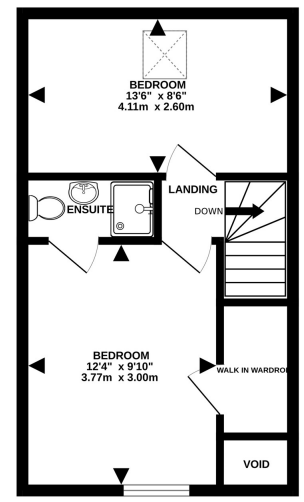 BEDROOM
13'6" x 8'6"
4.11m x 2.60m
LANDING
ENSUITE
DOWN
BEDROOM
12'4" x 9'10"
3.77m x 3.00m
WALK IN WARDROB
VOID